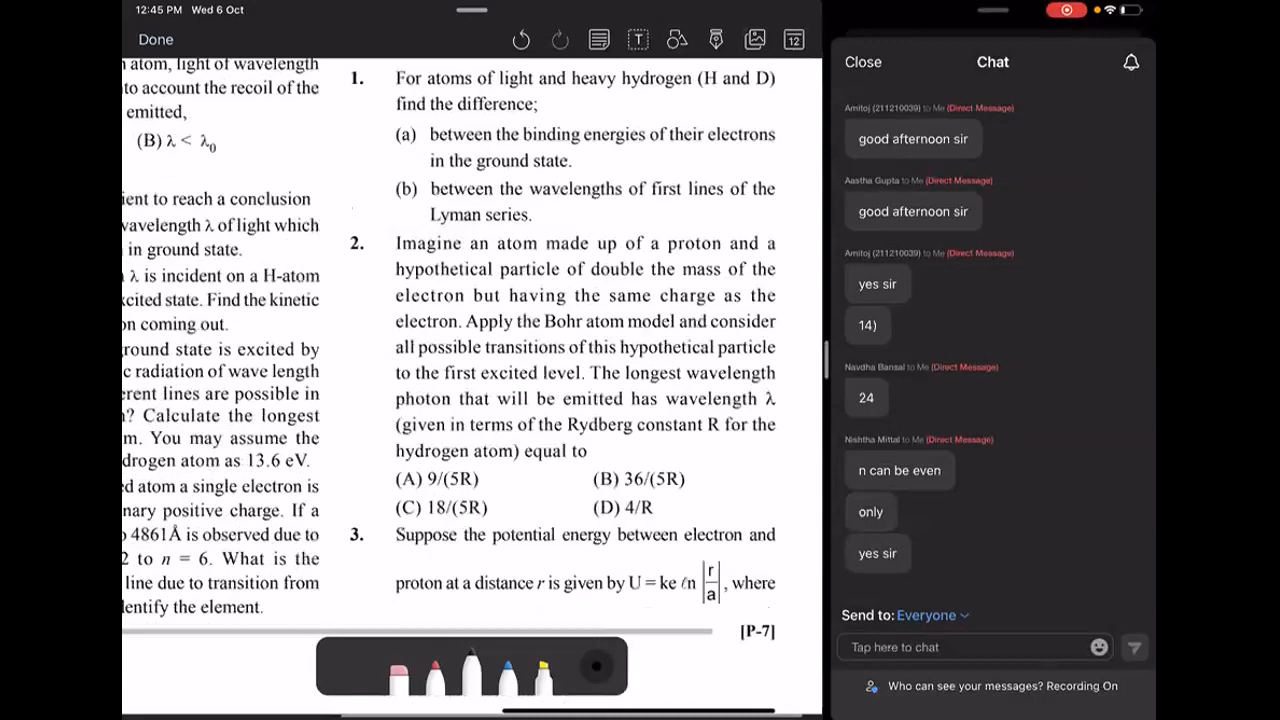 12:45 PM Wed 6 Oct
Done
12
atom, light of wavelength
to account the recoil of the
emitted,
(B) λ < λ₀
ient to reach a conclusion
wavelength λ of light which
in ground state.
λ is incident on a H-atom
xcited state. Find the kinetic
on coming out.
round state is excited by
c radiation of wave length
erent lines are possible in
? Calculate the longest
m. You may assume the
drogen atom as 13.6 eV.
ed atom a single electron is
nary positive charge. If a
4861Å is observed due to
2 to n = 6. What is the
line due to transition from
dentify the element.
1. For atoms of light and heavy hydrogen (H and D)
find the difference;
(a) between the binding energies of their electrons
in the ground state.
(b) between the wavelengths of first lines of the
Lyman series.
2. Imagine an atom made up of a proton and a
hypothetical particle of double the mass of the
electron but having the same charge as the
electron. Apply the Bohr atom model and consider
all possible transitions of this hypothetical particle
to the first excited level. The longest wavelength
photon that will be emitted has wavelength λ
(given in terms of the Rydberg constant R for the
hydrogen atom) equal to
(A) 9/(5R) (B) 36/(5R)
(C) 18/(5R) (D) 4/R
3. Suppose the potential energy between electron and
proton at a distance r is given by U = ke ℓn |r/a|, where
[P-7]
Close Chat
Amitoj (211210039) to Me (Direct Message)
good afternoon sir
Aastha Gupta to Me (Direct Message)
good afternoon sir
Amitoj (211210039) to Me (Direct Message)
yes sir
14)
Navdha Bansal to Me (Direct Message)
24
Nishtha Mittal to Me (Direct Message)
n can be even
only
yes sir
Send to: Everyone
Tap here to chat
Who can see your messages? Recording On